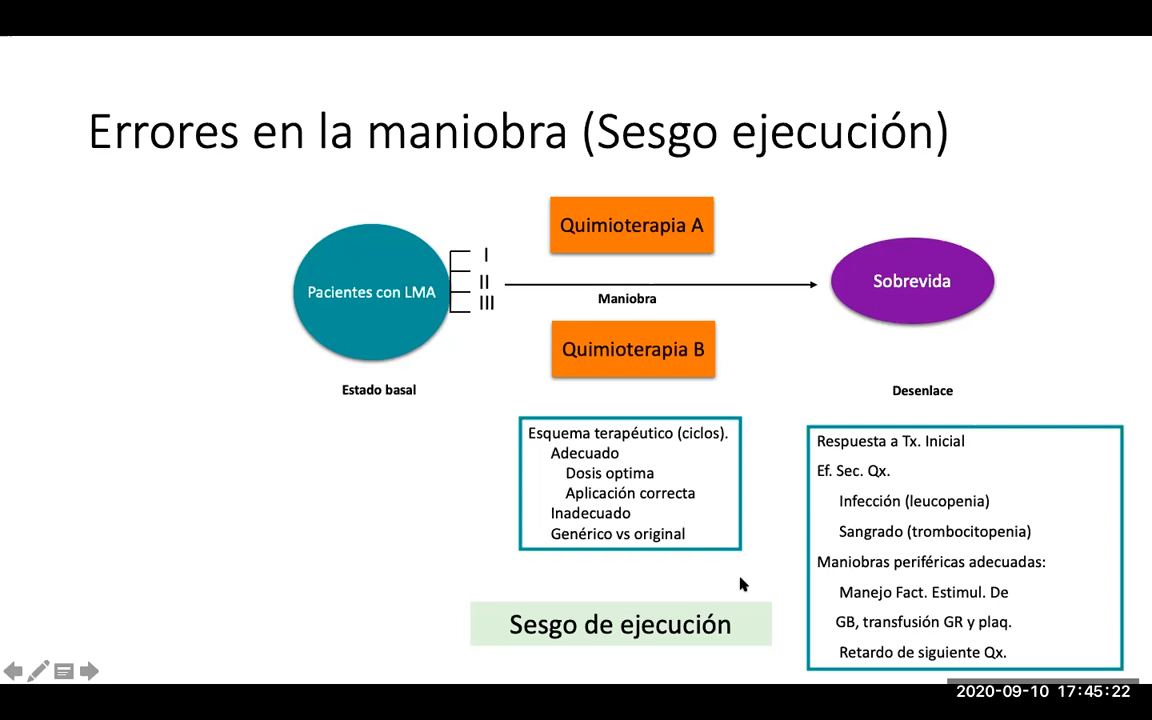 Errores en la maniobra (Sesgo ejecución)
Quimioterapia A
Pacientes con LMA
I
II
III
Maniobra
Sobrevida
Quimioterapia B
Estado basal
Desenlace
Esquema terapéutico (ciclos).
Adecuado
Dosis optima
Aplicación correcta
Inadecuado
Genérico vs original
Respuesta a Tx. Inicial
Ef. Sec. Qx.
Infección (leucopenia)
Sangrado (trombocitopenia)
Maniobras periféricas adecuadas:
Manejo Fact. Estimul. De
GB, transfusión GR y plaq.
Retardo de siguiente Qx.
Sesgo de ejecución
2020-09-10 17:45:22